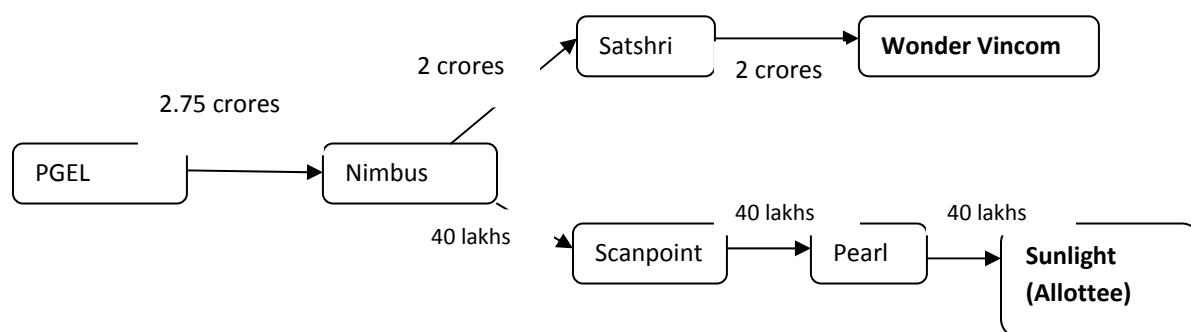 Satshri
Wonder Vincom
2 crores
2 crores
2.75 crores
PGEL
Nimbus
40 lakhs
40 lakhs
40 lakhs
Scanpoint
Pearl
Sunlight
(Allottee)